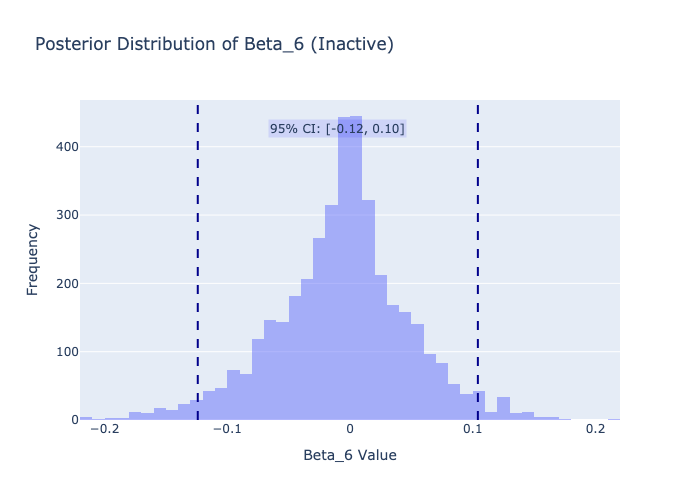 Posterior Distribution of Beta_6 (Inactive)
95% CI: [-0.12, 0.10]
400
300
200
100
0
Frequency
−0.2
−0.1
0
0.1
0.2
Beta_6 Value